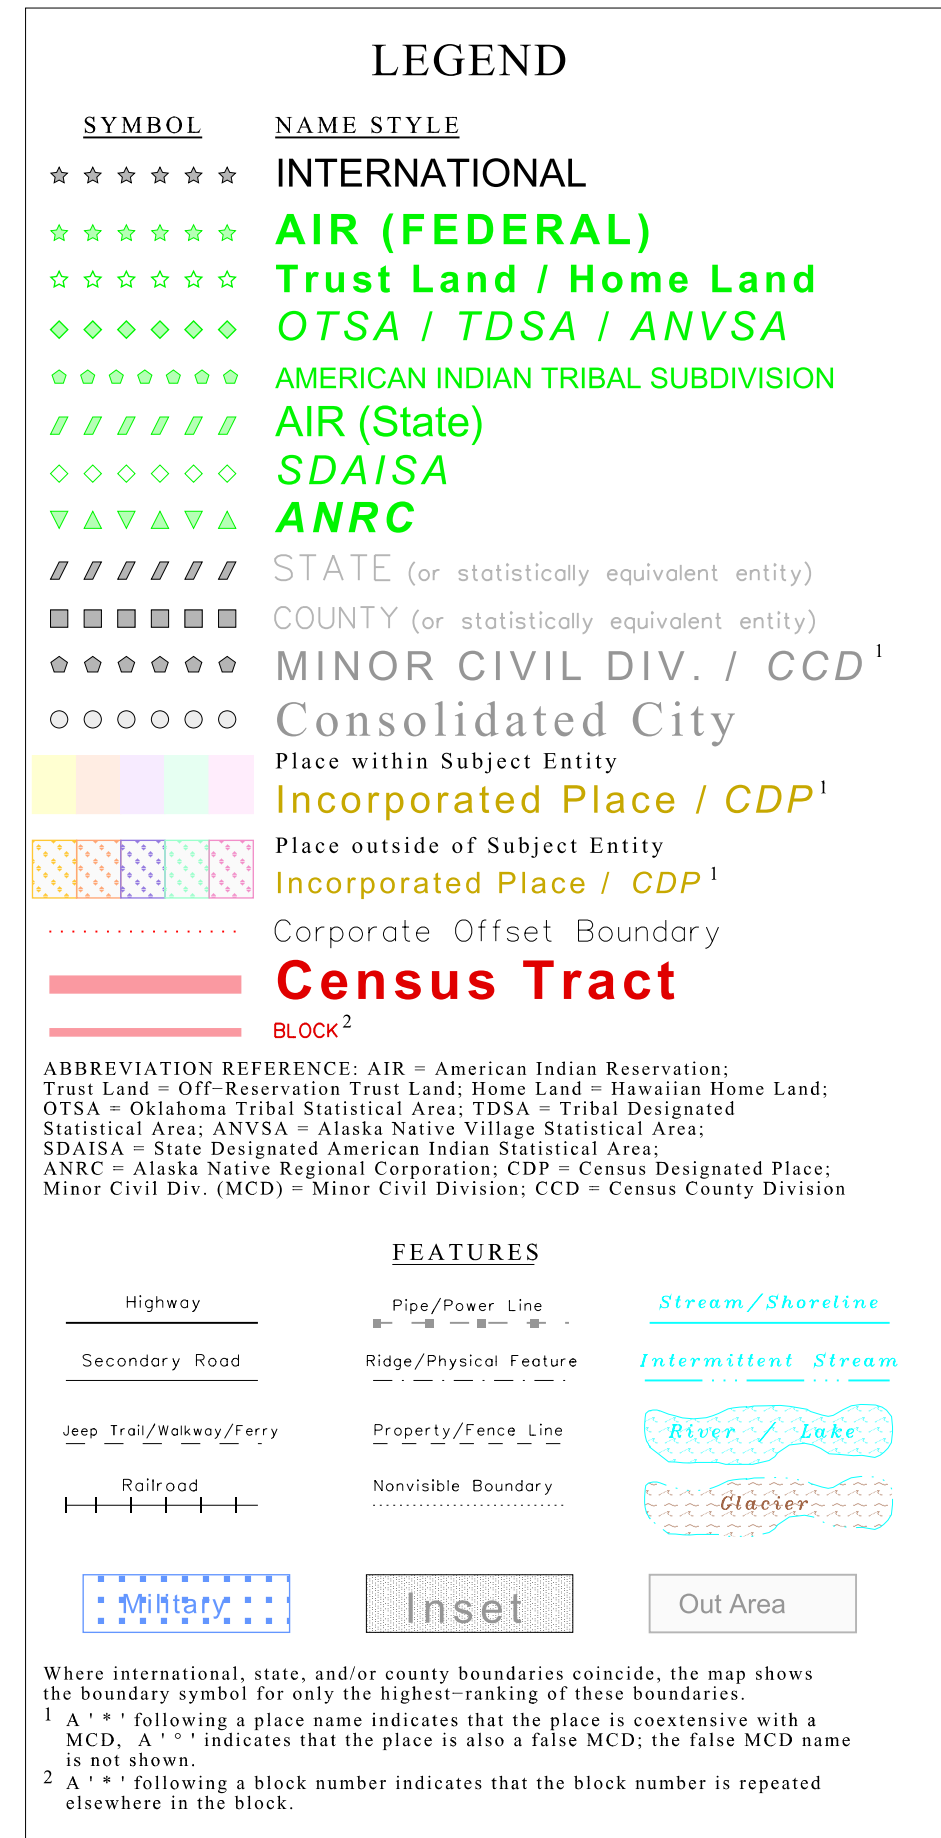 LEGEND
SYMBOL NAME STYLE
INTERNATIONAL
AIR (FEDERAL)
Trust Land / Home Land
OTSA / TDSA / ANVSA
AMERICAN INDIAN TRIBAL SUBDIVISION
AIR (State)
SDAISA
ANRC
STATE (or statistically equivalent entity)
COUNTY (or statistically equivalent entity)
MINOR CIVIL DIV. / CCD 1
Consolidated City
Place within Subject Entity
Incorporated Place / CDP 1
Place outside of Subject Entity
Incorporated Place / CDP 1
Corporate Offset Boundary
Census Tract
BLOCK 2
ABBREVIATION REFERENCE: AIR = American Indian Reservation;
Trust Land = Off−Reservation Trust Land; Home Land = Hawaiian Home Land;
OTSA = Oklahoma Tribal Statistical Area; TDSA = Tribal Designated
Statistical Area; ANVSA = Alaska Native Village Statistical Area;
SDAISA = State Designated American Indian Statistical Area;
ANRC = Alaska Native Regional Corporation; CDP = Census Designated Place;
Minor Civil Div. (MCD) = Minor Civil Division; CCD = Census County Division
FEATURES
Highway Pipe/Power Line Stream/Shoreline
Secondary Road Ridge/Physical Feature Intermittent Stream
Jeep Trail/Walkway/Ferry Property/Fence Line River / Lake
Railroad Nonvisible Boundary Glacier
Military Inset Out Area
Where international, state, and/or county boundaries coincide, the map shows
the boundary symbol for only the highest−ranking of these boundaries.
1 A ' * ' following a place name indicates that the place is coextensive with a
MCD, A ' ° ' indicates that the place is also a false MCD; the false MCD name
is not shown.
2 A ' * ' following a block number indicates that the block number is repeated
elsewhere in the block.